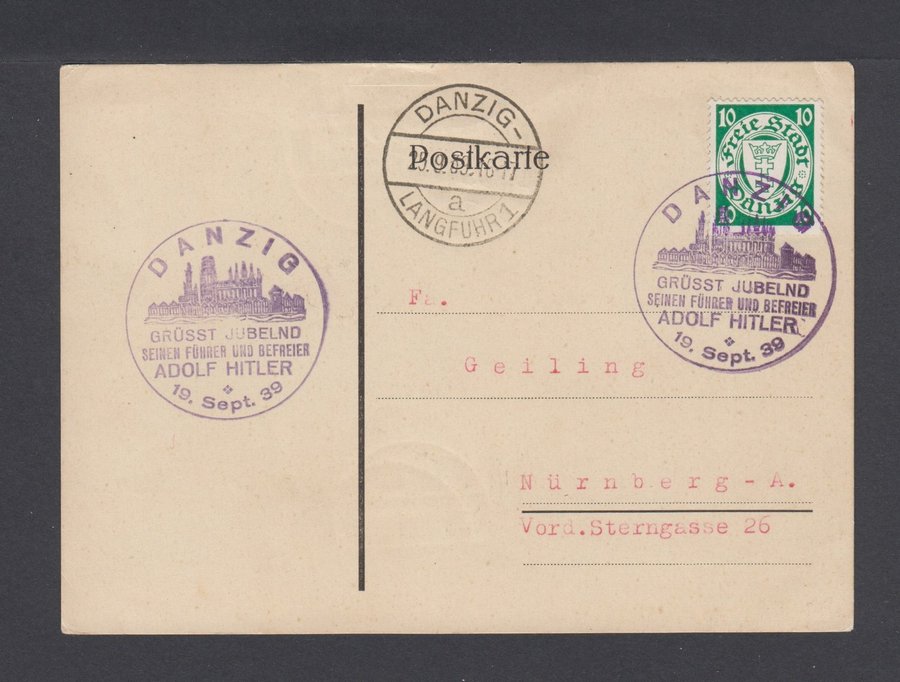 DANZIG-
Postkarte
a
LANGFUHR 1
10 10
Freie Stadt
Danzig
10 10
DANZIG
GRÜSST JUBELND
SEINEN FÜHRER UND BEFREIER
ADOLF HITLER
19. Sept. 39
DANZIG
GRÜSST JUBELND
SEINEN FÜHRER UND BEFREIER
ADOLF HITLER
19. Sept. 39
Fa.
Geiling
Nürnberg-A.
Vord.Sterngasse 26